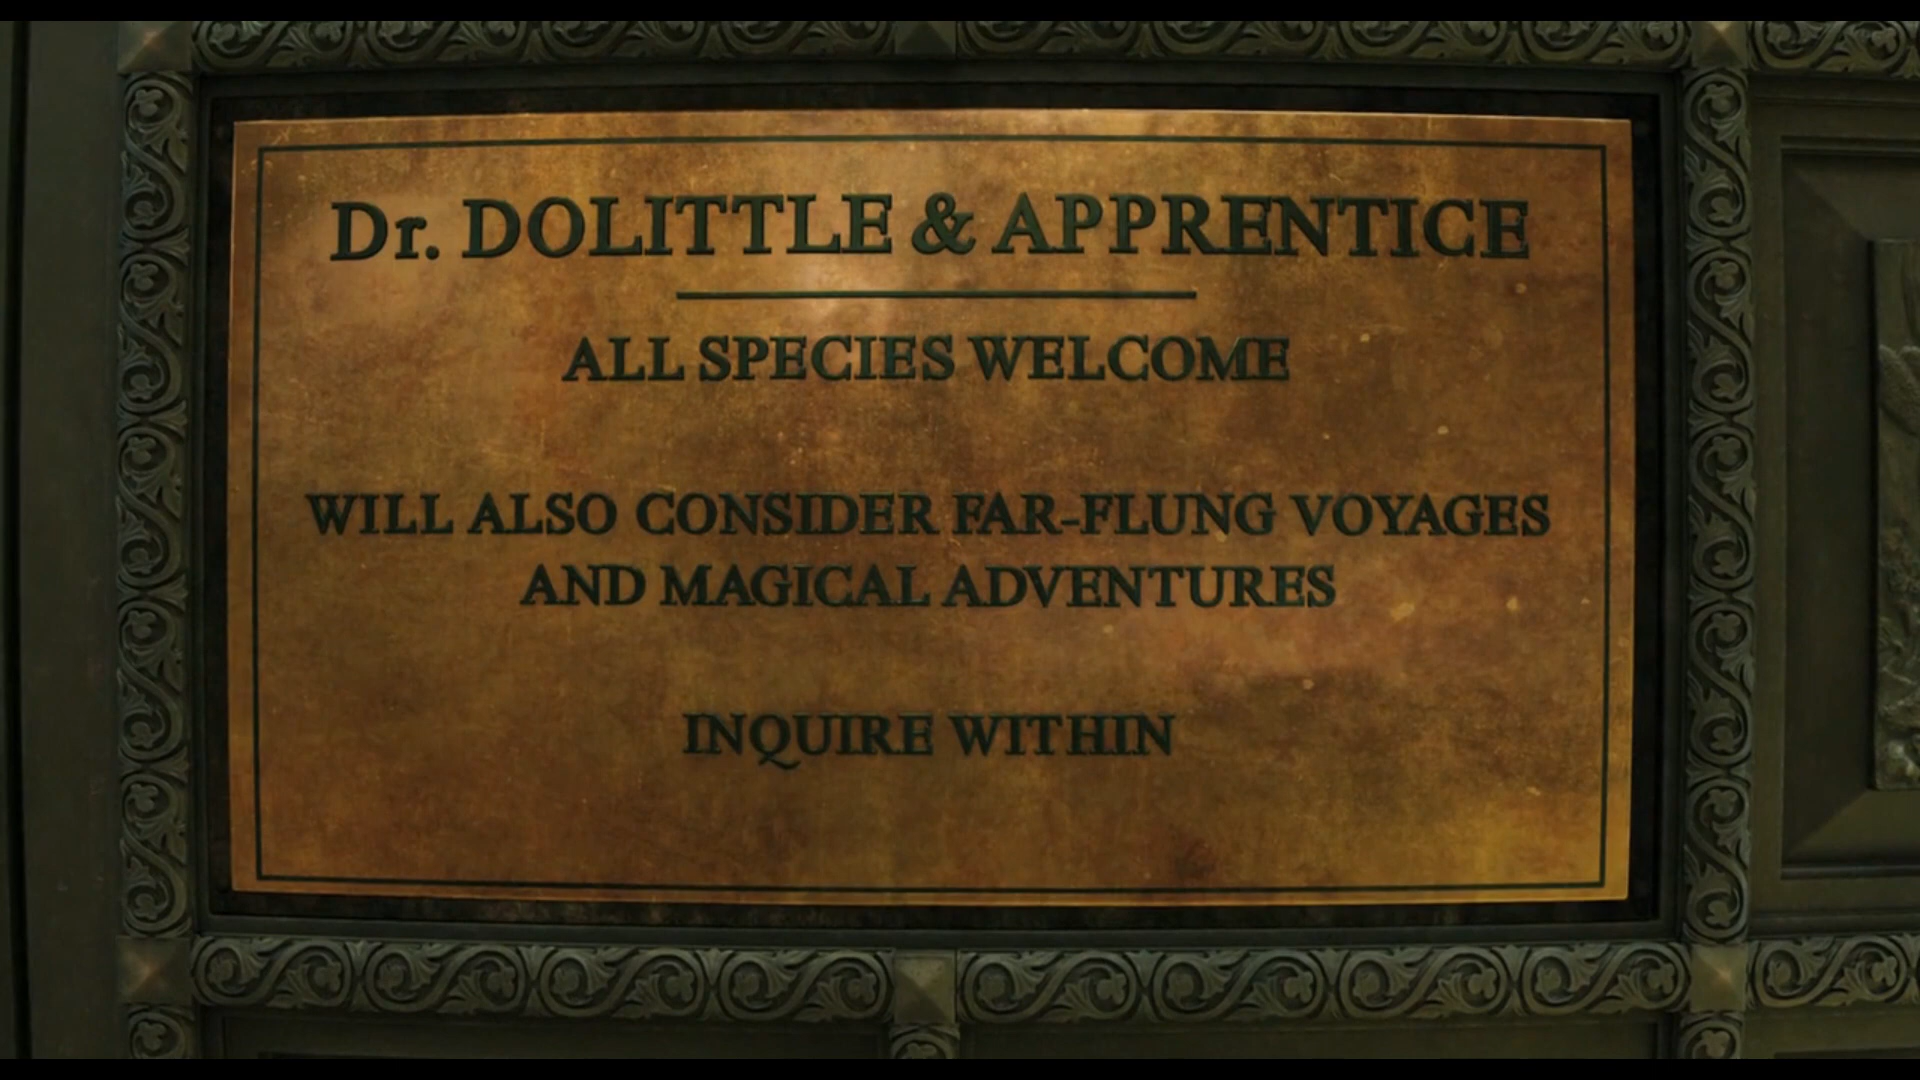 Dr. DOLITTLE & APPRENTICE
ALL SPECIES WELCOME
WILL ALSO CONSIDER FAR-FLUNG VOYAGES
AND MAGICAL ADVENTURES
INQUIRE WITHIN